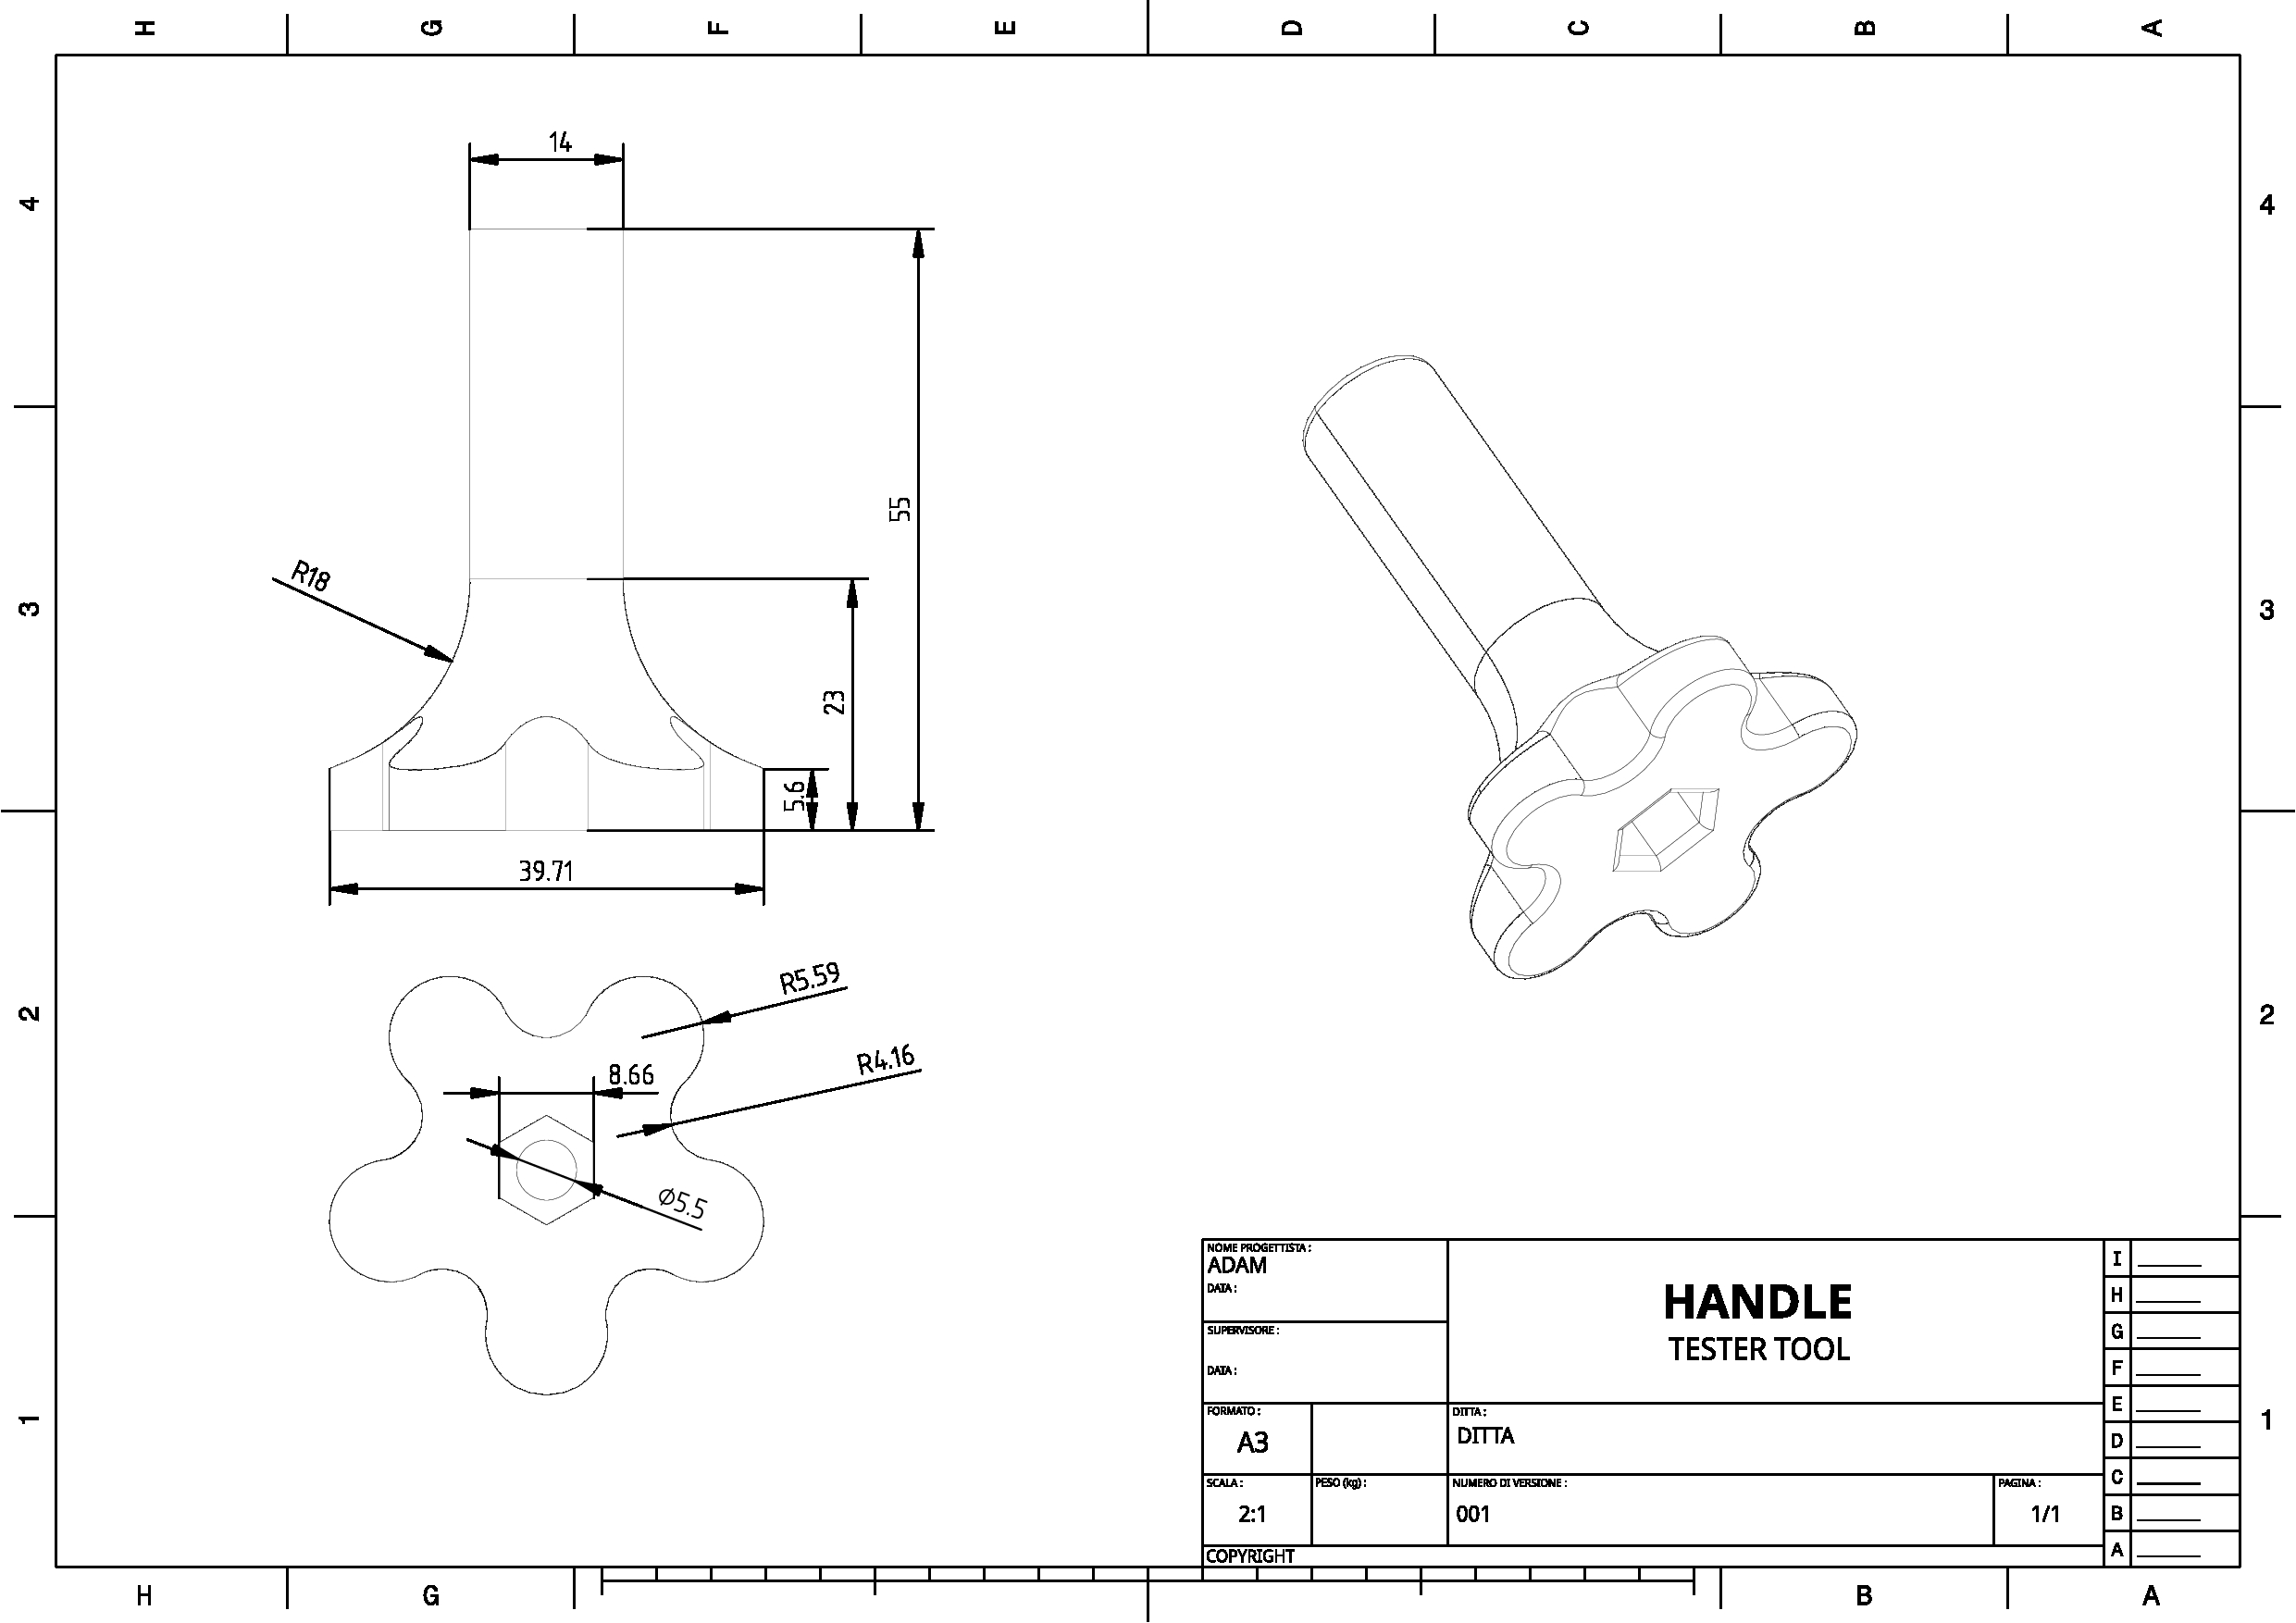 H G F E D C B A
4 4
3 3
2 2
1 1
14
55
R18
23
5.6
39.71
R5.59
R4.16
8.66
⌀5.5
NOME PROGETTISTA :
ADAM
DATA :
SUPERVISORE :
DATA :
FORMATO :
A3
SCALA :
2:1
PESO (kg) :
HANDLE
TESTER TOOL
DITTA :
DITTA
NUMERO DI VERSIONE :
001
PAGINA :
1/1
COPYRIGHT
I
H
G
F
E
D
C
B
A
H G B A